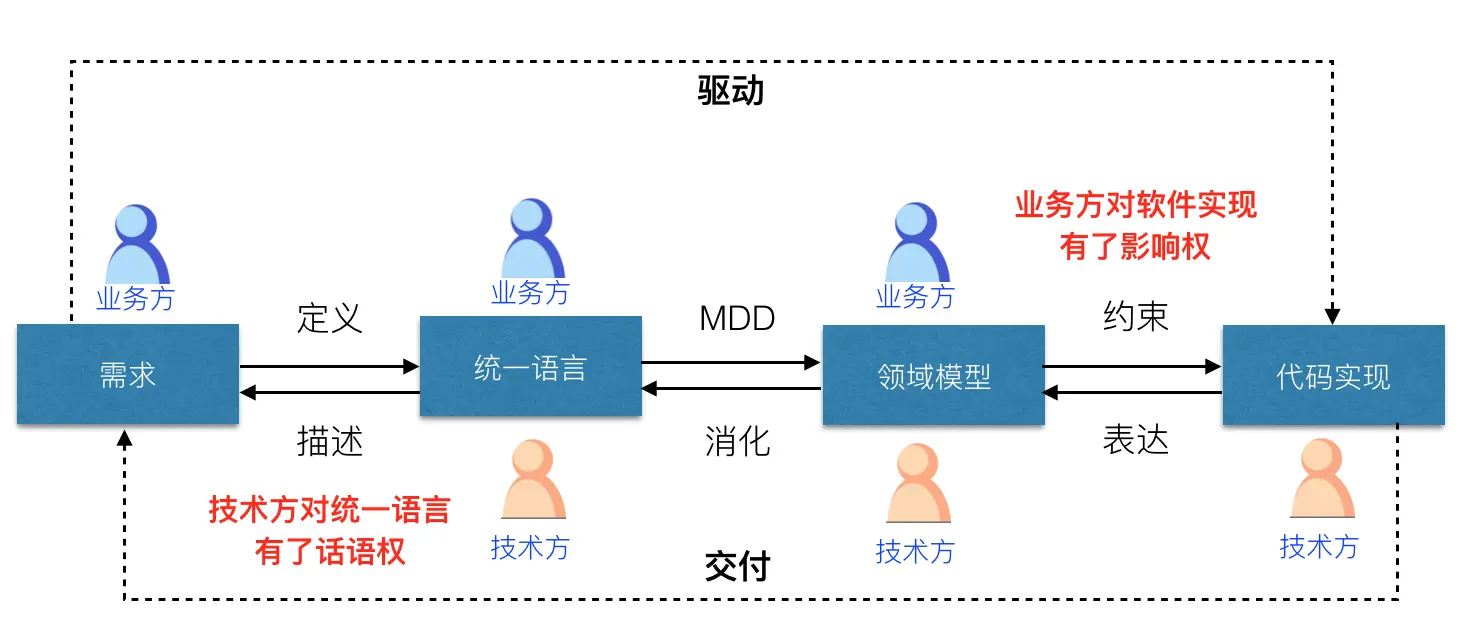 驱动
业务方对软件实现
有了影响权
业务方
业务方
业务方
定义
MDD
约束
需求
统一语言
领域模型
代码实现
描述
消化
表达
技术方对统一语言
有了话语权
技术方
技术方
技术方
交付